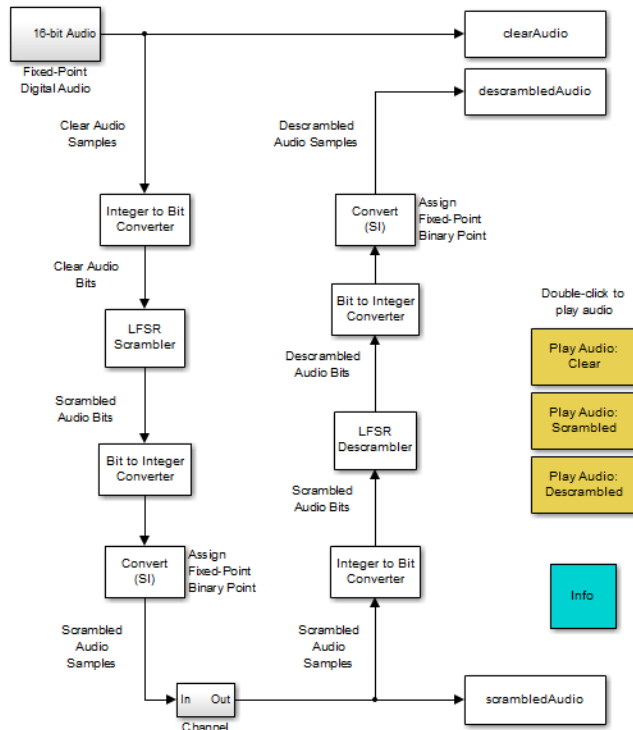 16-bit Audio
Fixed-Point
Digital Audio
clearAudio
descrambledAudio
Clear Audio
Samples
Descrambled
Audio Samples
Integer to Bit
Converter
Convert
(SI)
Assign
Fixed-Point
Binary Point
Clear Audio
Bits
Bit to Integer
Converter
Double-click to
play audio
LFSR
Scrambler
Descrambled
Audio Bits
Play Audio:
Clear
Scrambled
Audio Bits
LFSR
Descrambler
Play Audio:
Scrambled
Bit to Integer
Converter
Scrambled
Audio Bits
Play Audio:
Descrambled
Convert
(SI)
Assign
Fixed-Point
Binary Point
Integer to Bit
Converter
Info
Scrambled
Audio
Samples
Scrambled
Audio
Samples
In Out
Channel
scrambledAudio